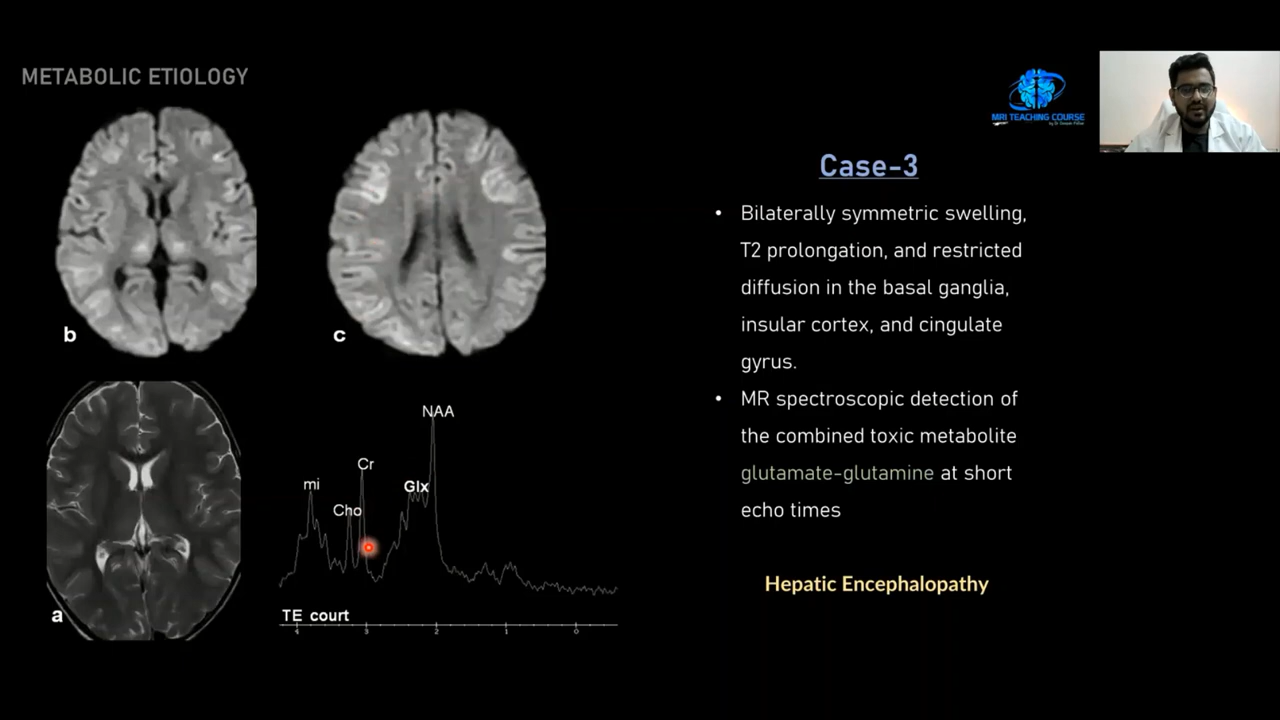 METABOLIC ETIOLOGY
MRI TEACHING COURSE
b
c
a
mi
Cho
Cr
Glx
NAA
TE court
4 3 2 1 0
Case-3
• Bilaterally symmetric swelling,
T2 prolongation, and restricted
diffusion in the basal ganglia,
insular cortex, and cingulate
gyrus.
• MR spectroscopic detection of
the combined toxic metabolite
glutamate-glutamine at short
echo times
Hepatic Encephalopathy